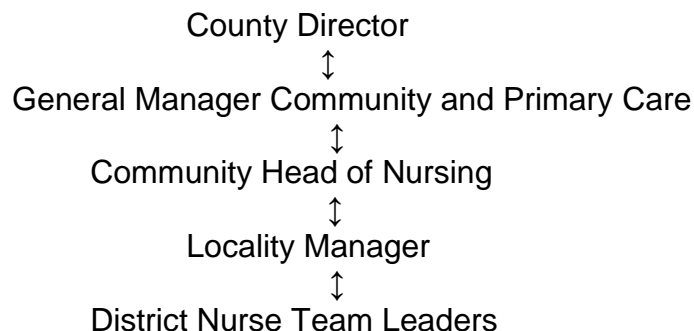 County Director
↕
General Manager Community and Primary Care
↕
Community Head of Nursing
↕
Locality Manager
↕
District Nurse Team Leaders